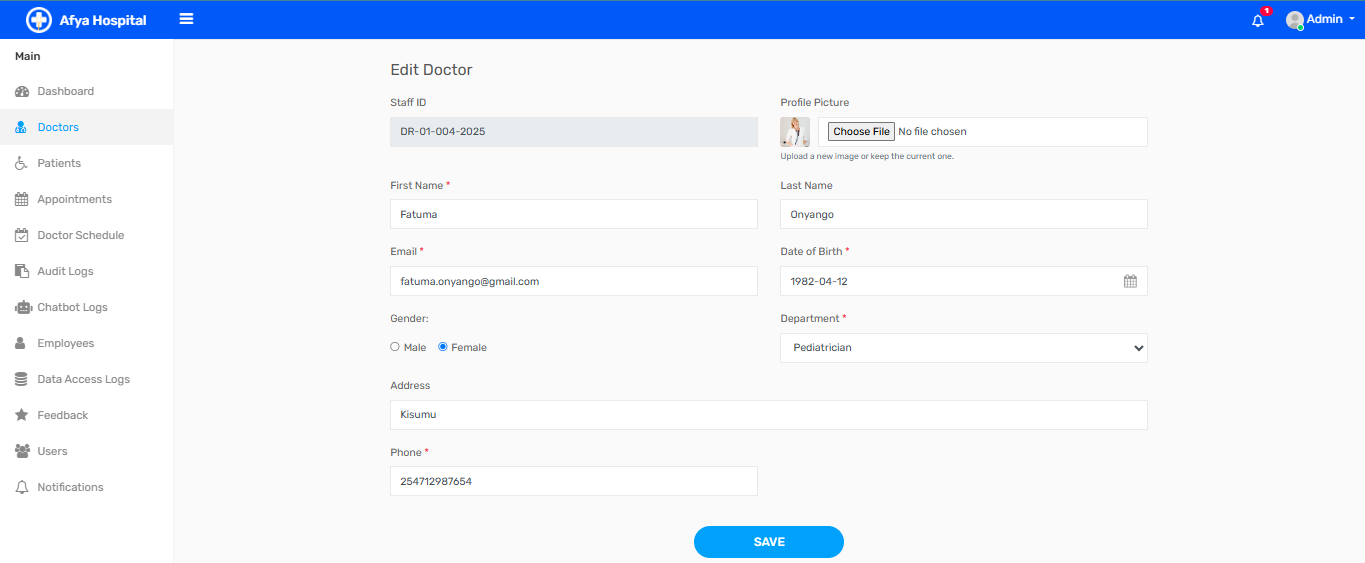 Afya Hospital
1
Admin
Main
Dashboard
Doctors
Patients
Appointments
Doctor Schedule
Audit Logs
Chatbot Logs
Employees
Data Access Logs
Feedback
Users
Notifications
Edit Doctor
Staff ID
DR-01-004-2025
Profile Picture
Choose File No file chosen
Upload a new image or keep the current one.
First Name *
Fatuma
Last Name
Onyango
Email *
fatuma.onyango@gmail.com
Date of Birth *
1982-04-12
Gender:
Male Female
Department *
Pediatrician
Address
Kisumu
Phone *
254712987654
SAVE